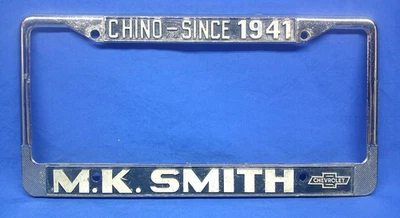 CHINO-SINCE 1941
M.K. SMITH CHEVROLET